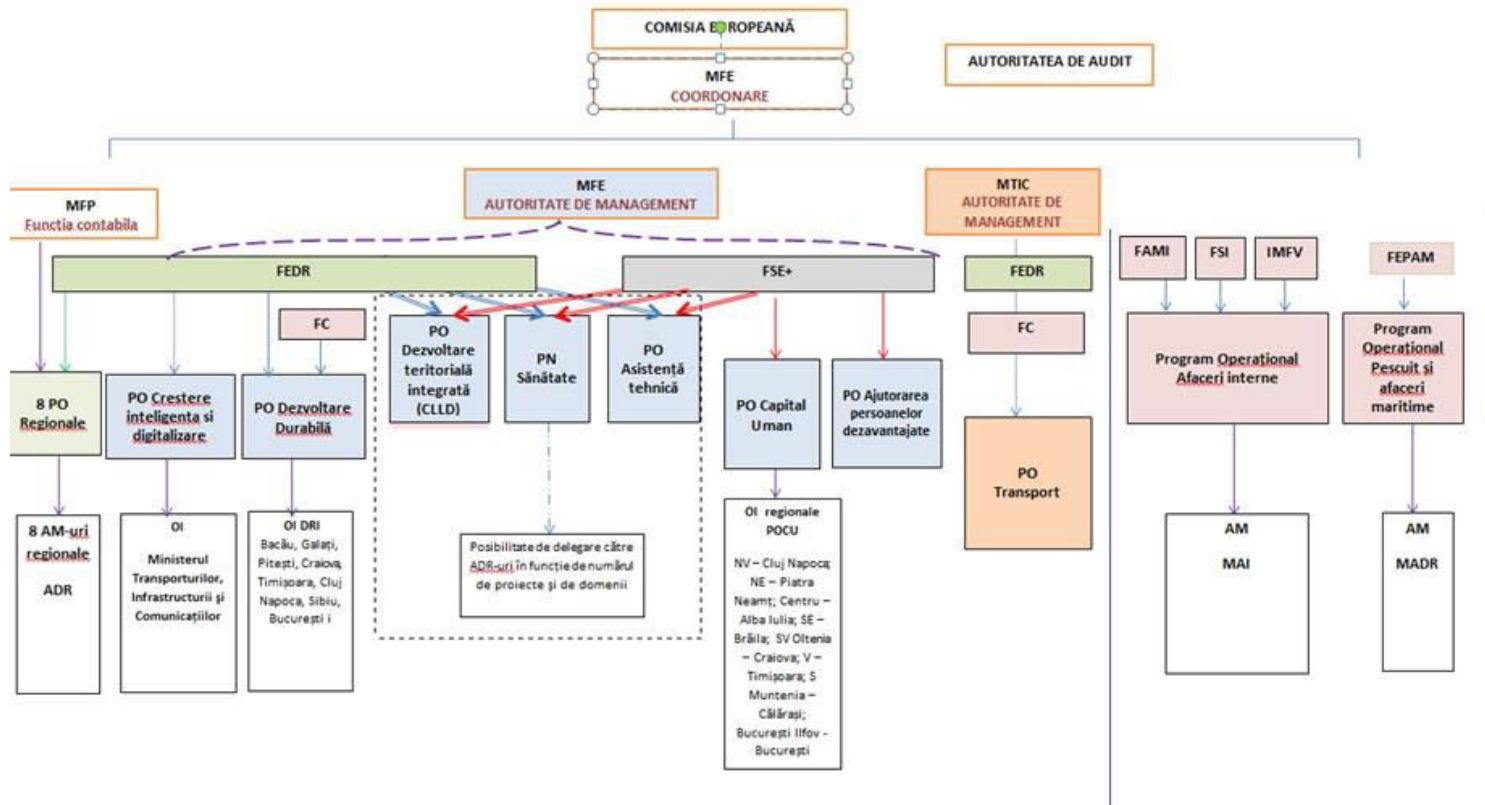 COMISIA EUROPEANĂ
MFE
COORDONARE
AUTORITATEA DE AUDIT
MFP
Funcția contabila
MFE
AUTORITATE DE MANAGEMENT
MTIC
AUTORITATE DE
MANAGEMENT
FEDR
FSE+
FEDR
FAMI
FSI
IMFV
FEPAM
FC
FC
8 PO
Regionale
PO Crestere
inteligenta si
digitalizare
PO Dezvoltare
Durabilă
PO
Dezvoltare
teritorială
integrată
(CLLD)
PN
Sănătate
PO
Asistență
tehnică
PO Capital
Uman
PO Ajutorarea
persoanelor
dezavantajate
PO
Transport
Program Operațional
Afaceri interne
Program
Operațional
Pescuit și
afaceri
maritime
8 AM-uri
regionale
ADR
OI
Ministerul
Transporturilor,
Infrastructurii și
Comunicațiilor
OI DRI
Bacău, Galați,
Pitești, Craiova,
Timișoara, Cluj
Napoca, Sibiu,
București i
Posibilitate de delegare către
ADR-uri în funcție de numărul
de proiecte și de domenii
OI regionale
POCU
NV – Cluj Napoca;
NE – Piatra
Neamț; Centru –
Alba Iulia; SE –
Brăila; SV Oltenia
– Craiova; V –
Timișoara; S
Muntenia –
Călărași;
București Ilfov -
București
AM
MAI
AM
MADR